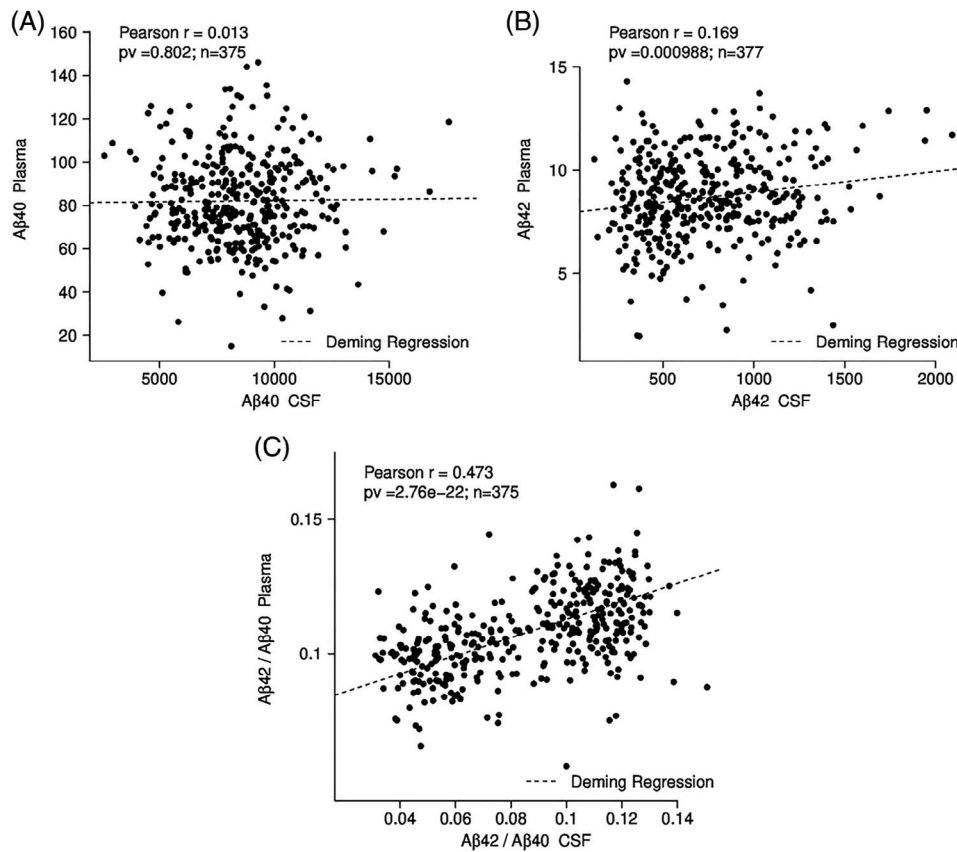 (A)
Pearson r = 0.013
pv =0.802; n=375
Aβ40 Plasma
160
140
120
100
80
60
40
20
Deming Regression
5000 10000 15000
Aβ40 CSF
(B)
Pearson r = 0.169
pv =0.000988; n=377
Aβ42 Plasma
15
10
5
Deming Regression
500 1000 1500 2000
Aβ42 CSF
(C)
Pearson r = 0.473
pv =2.76e−22; n=375
Aβ42 / Aβ40 Plasma
0.15
0.1
Deming Regression
0.04 0.06 0.08 0.1 0.12 0.14
Aβ42 / Aβ40 CSF